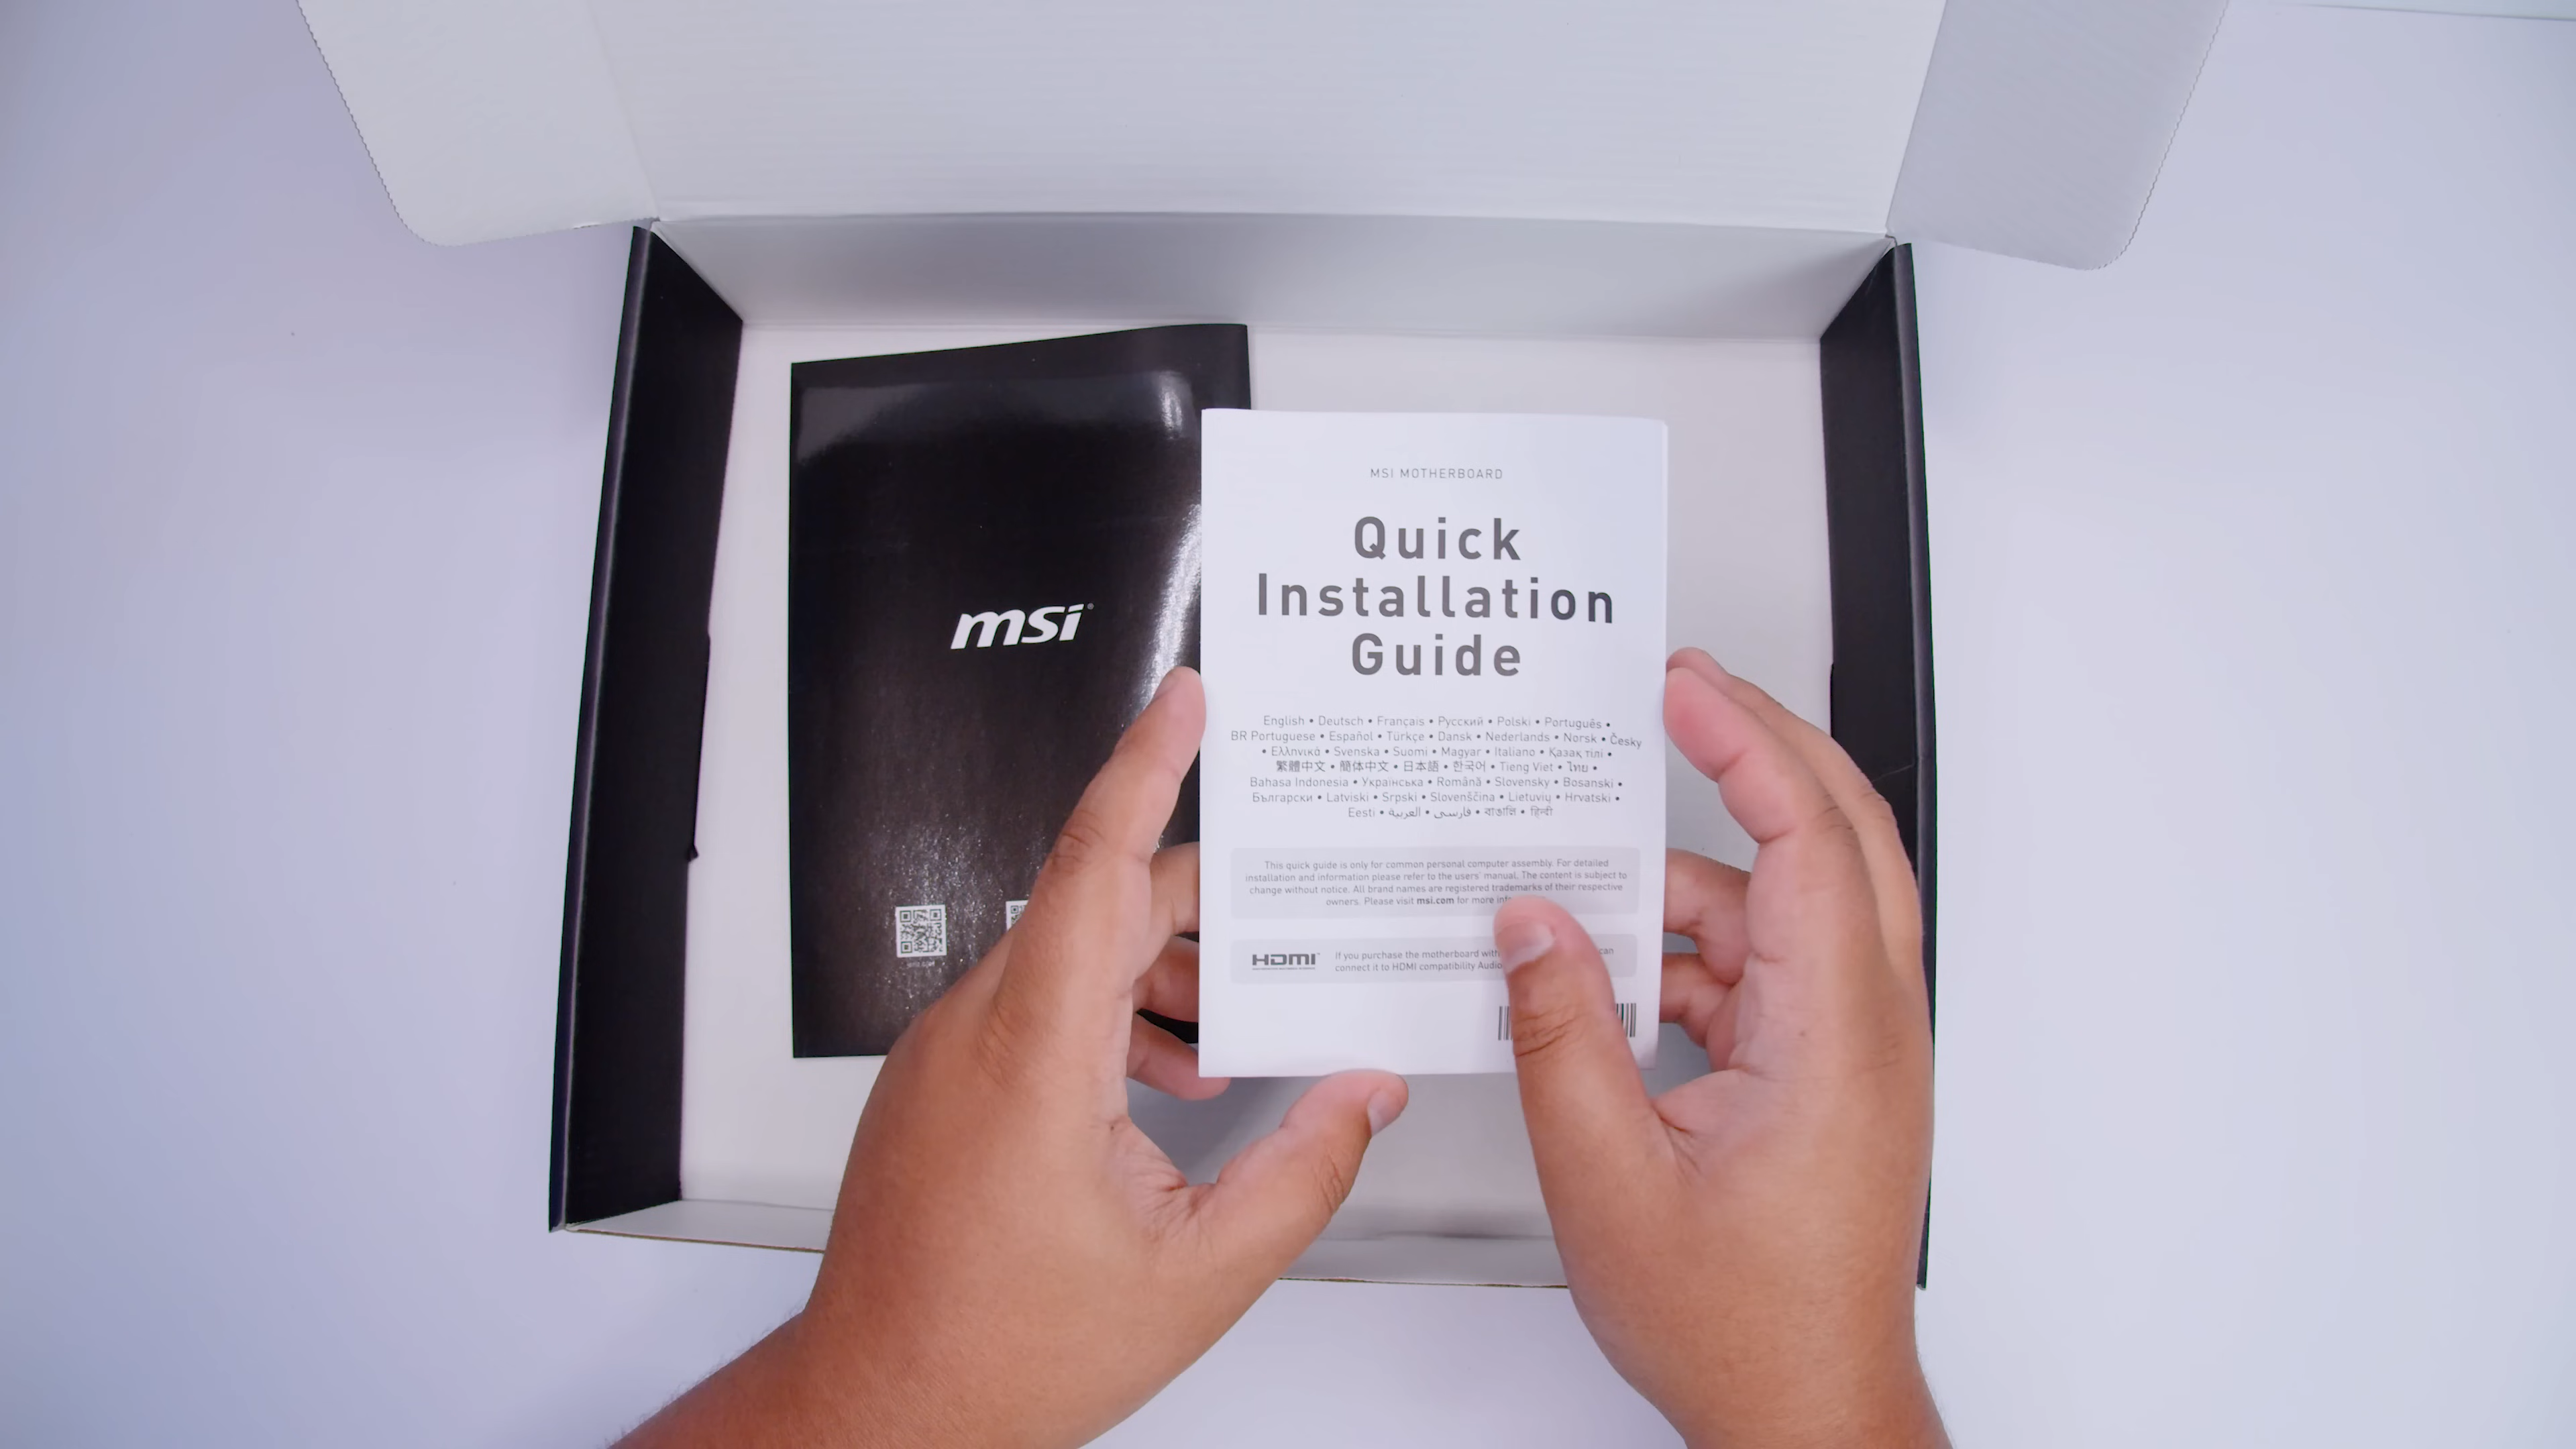 msi
MSI MOTHERBOARD
Quick
Installation
Guide
English • Deutsch • Français • Русский • Polski • Português •
BR Portuguese • Español • Türkçe • Dansk • Nederlands • Norsk • Česky
• Ελληνικά • Svenska • Suomi • Magyar • Italiano • Қазақ тілі •
繁體中文 • 簡体中文 • 日本語 • 한국어 • Tieng Viet • ไทย •
Bahasa Indonesia • Українська • Română • Slovensky • Bosanski •
Български • Latviski • Srpski • Slovenščina • Lietuvių • Hrvatski •
Eesti • العربية • فارسی • বাঙালি • हिन्दी
This quick guide is only for common personal computer assembly. For detailed
installation and information please refer to the users' manual. The content is subject to
change without notice. All brand names are registered trademarks of their respective
owners. Please visit msi.com for more
HDMI
If you purchase the motherboard with can
connect it to HDMI compatibility Audio